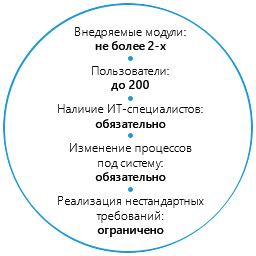 Внедряемые модули:
не более 2-х
Пользователи:
до 200
Наличие ИТ-специалистов:
обязательно
Изменение процессов
под систему:
обязательно
Реализация нестандартных
требований:
ограничено